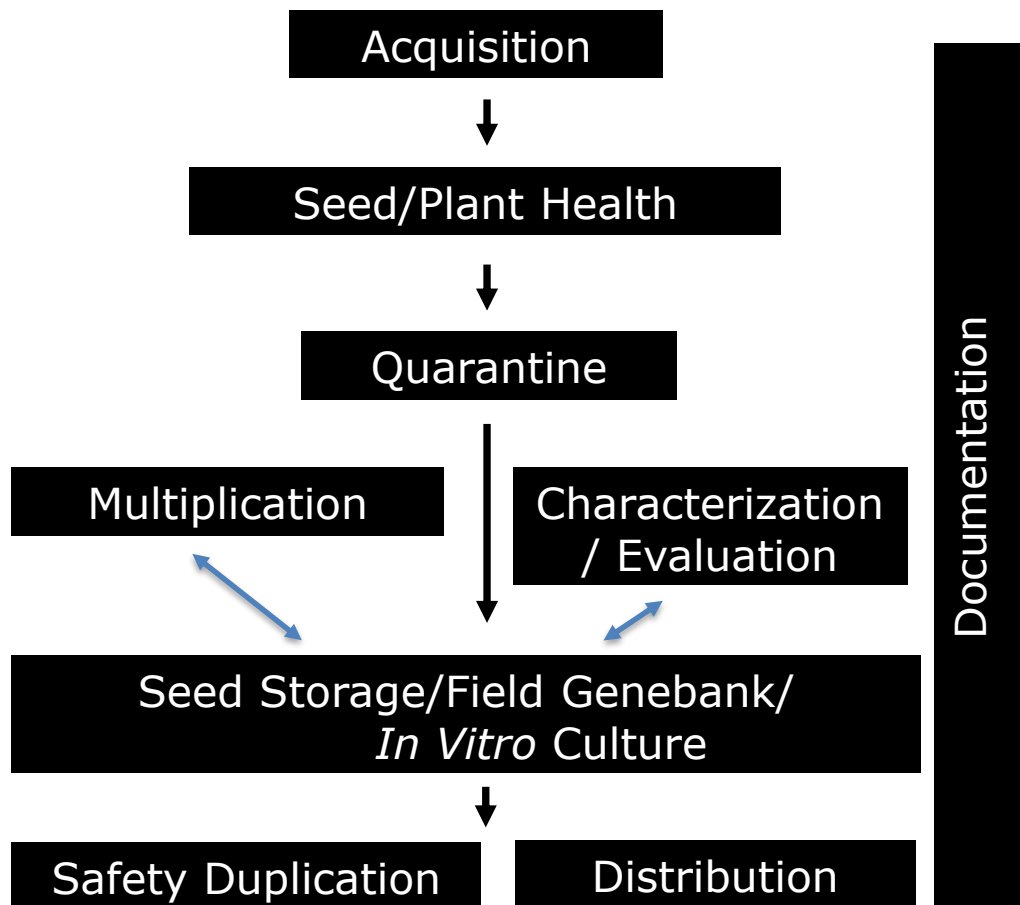 Acquisition
Seed/Plant Health
Quarantine
Multiplication
Characterization
/ Evaluation
Seed Storage/Field Genebank/
In Vitro Culture
Safety Duplication
Distribution
Documentation